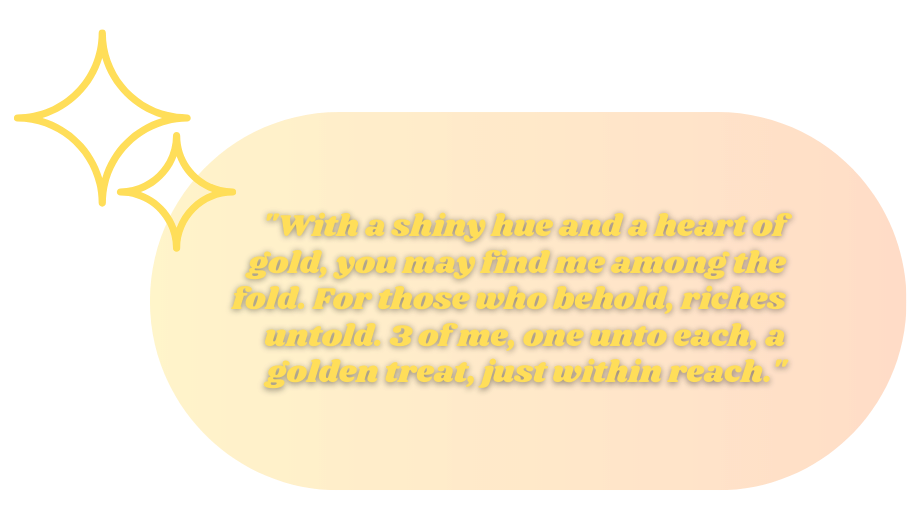 "With a shiny hue and a heart of
gold, you may find me among the
fold. For those who behold, riches
untold. 3 of me, one unto each, a
golden treat, just within reach."